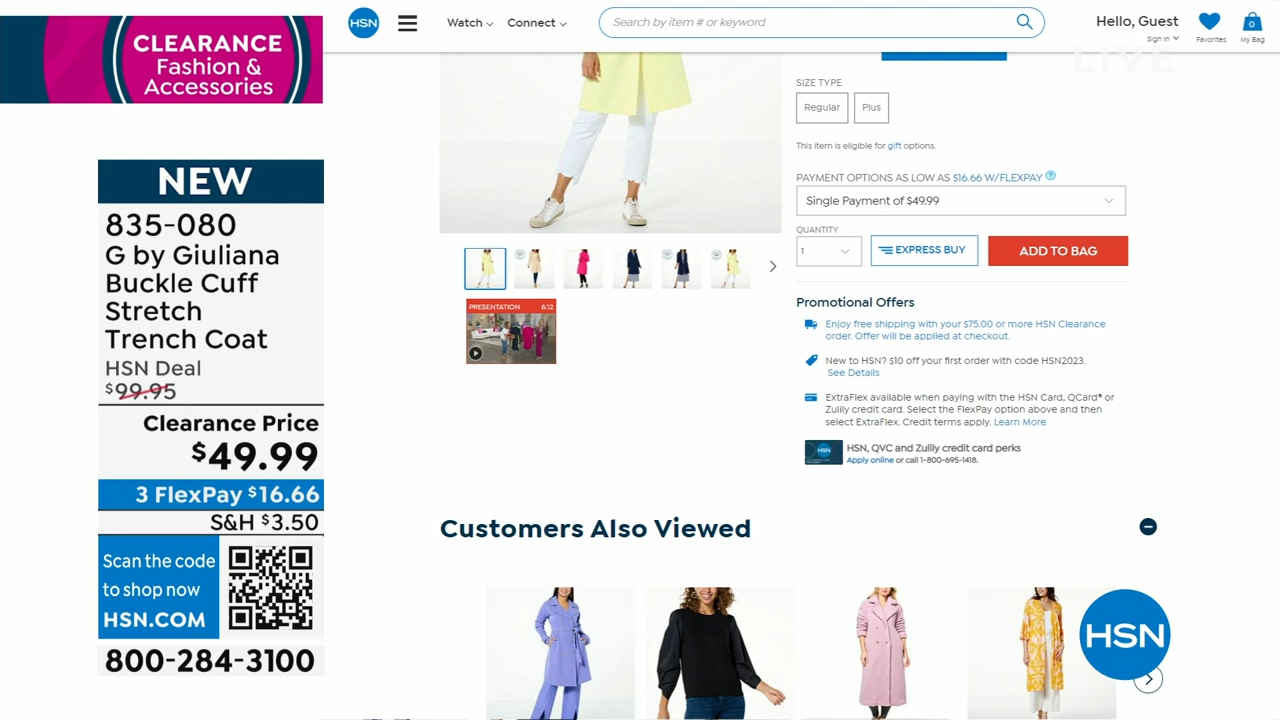 CLEARANCE
Fashion &
Accessories
NEW
835-080
G by Giuliana
Buckle Cuff
Stretch
Trench Coat
HSN Deal
$99.95
Clearance Price
$49.99
3 FlexPay $16.66
S&H $3.50
Scan the code
to shop now
HSN.COM
800-284-3100
HSN
Watch
Connect
Search by item # or keyword
Hello, Guest
Sign In
Favorites
0
My Bag
LIVE
SIZE TYPE
Regular
Plus
This item is eligible for gift options.
PAYMENT OPTIONS AS LOW AS $16.66 W/FLEXPAY
Single Payment of $49.99
QUANTITY
1
EXPRESS BUY
ADD TO BAG
PRESENTATION 6:12
Promotional Offers
Enjoy free shipping with your $75.00 or more HSN Clearance
order. Offer will be applied at checkout.
New to HSN? $10 off your first order with code HSN2023.
See Details
ExtraFlex available when paying with the HSN Card, QCard® or
Zulily credit card. Select the FlexPay option above and then
select ExtraFlex. Credit terms apply. Learn More
HSN
HSN, QVC and Zulily credit card perks
Apply online or call 1-800-695-1418.
Customers Also Viewed
HSN